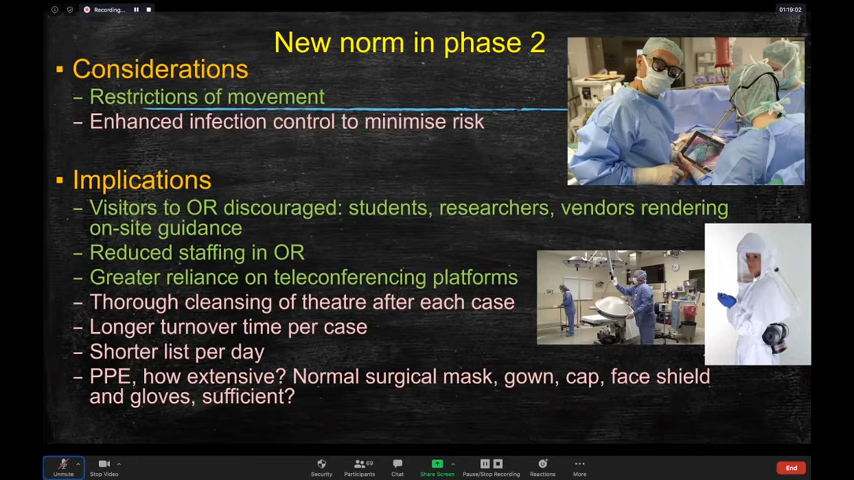 Recording...
01:19:02
New norm in phase 2
▪ Considerations
– Restrictions of movement
– Enhanced infection control to minimise risk
▪ Implications
– Visitors to OR discouraged: students, researchers, vendors rendering
on-site guidance
– Reduced staffing in OR
– Greater reliance on teleconferencing platforms
– Thorough cleansing of theatre after each case
– Longer turnover time per case
– Shorter list per day
– PPE, how extensive? Normal surgical mask, gown, cap, face shield
and gloves, sufficient?
69
Unmute Stop Video Security Participants Chat Share Screen Pause/Stop Recording Reactions More End